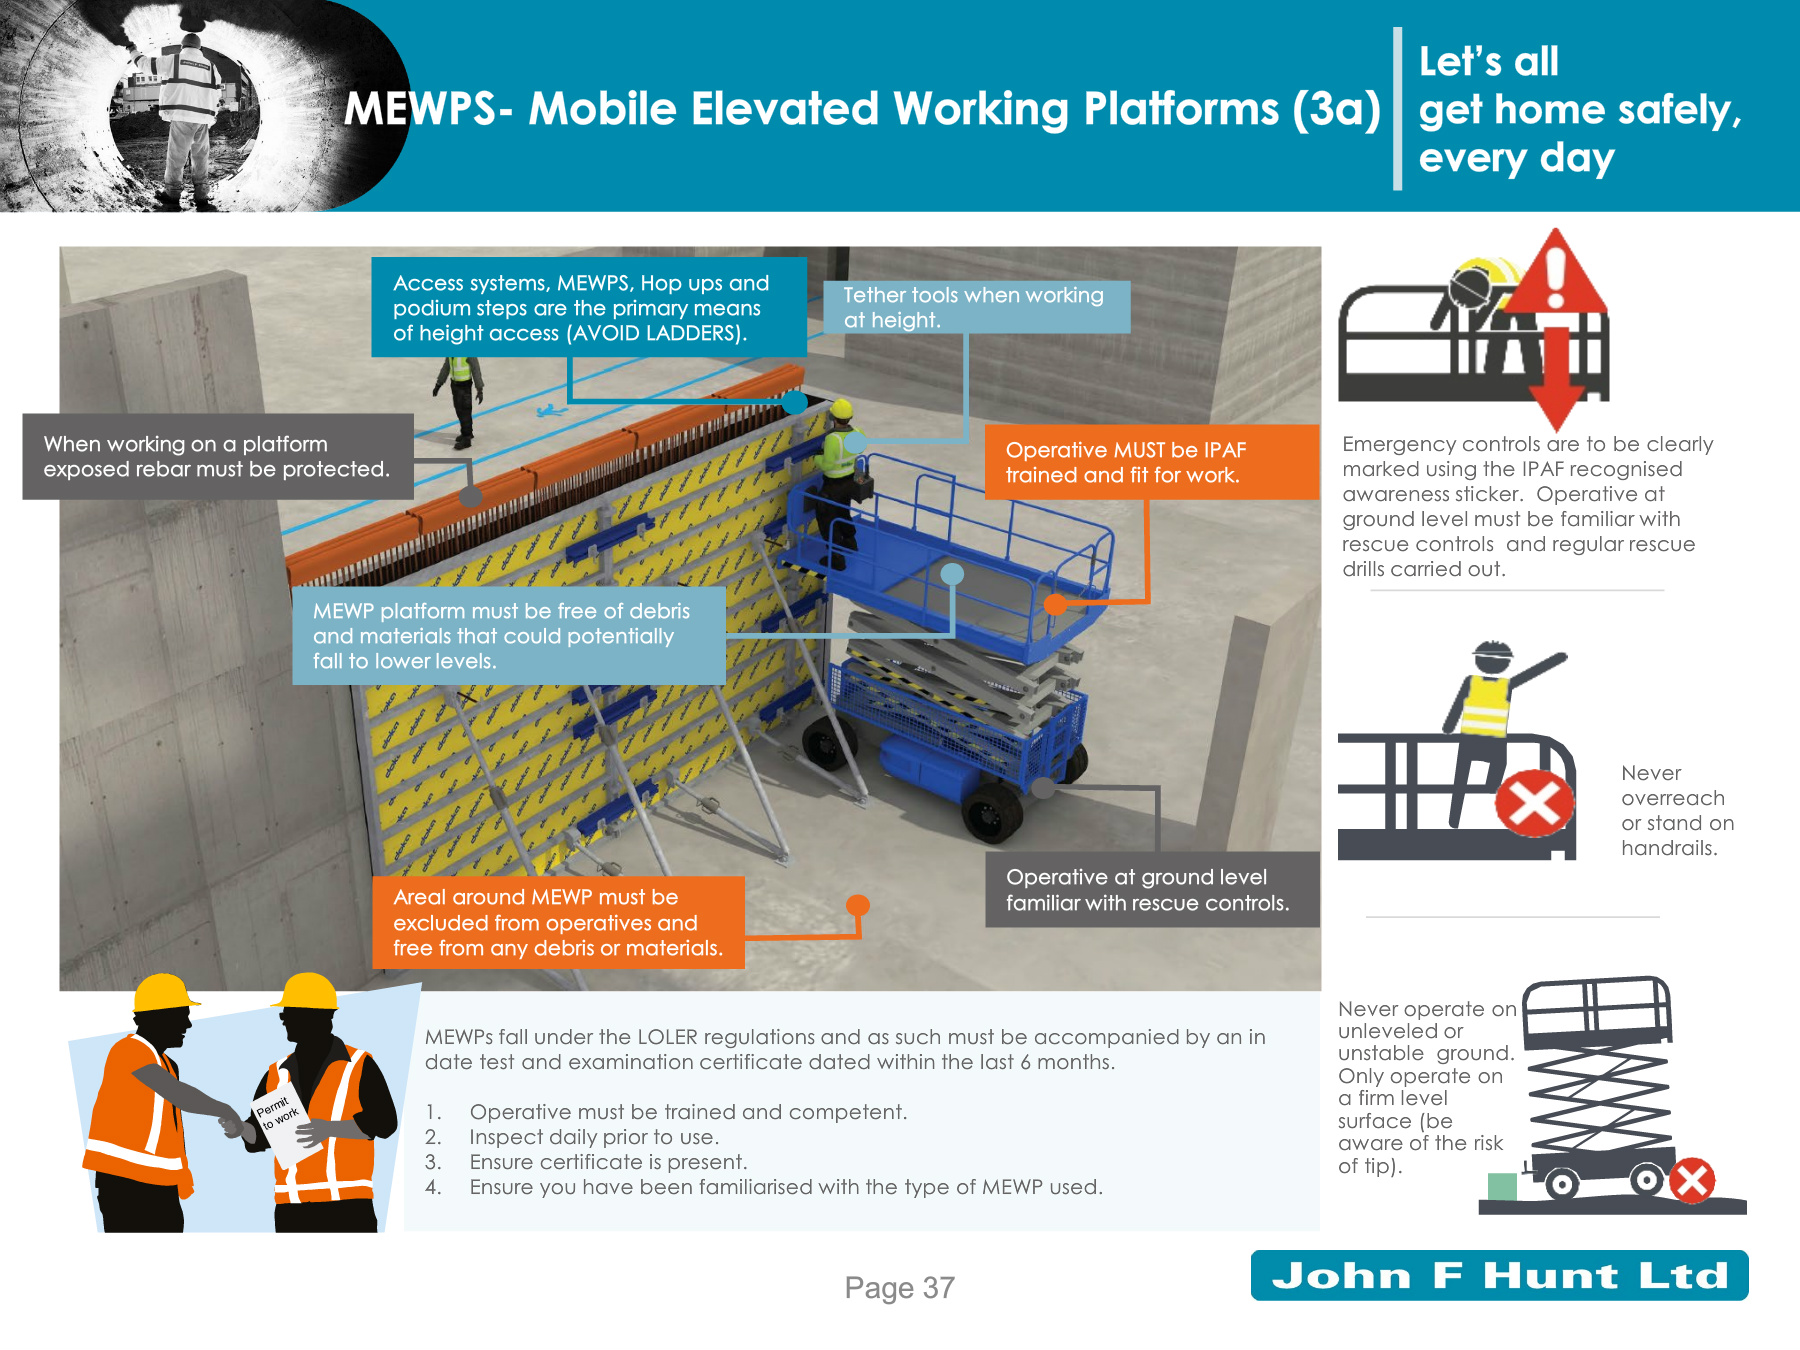 MEWPS- Mobile Elevated Working Platforms (3a)
Let's all
get home safely,
every day
Access systems, MEWPS, Hop ups and
podium steps are the primary means
of height access (AVOID LADDERS).
Tether tools when working
at height.
When working on a platform
exposed rebar must be protected.
Operative MUST be IPAF
trained and fit for work.
MEWP platform must be free of debris
and materials that could potentially
fall to lower levels.
Operative at ground level
familiar with rescue controls.
Areal around MEWP must be
excluded from operatives and
free from any debris or materials.
Emergency controls are to be clearly
marked using the IPAF recognised
awareness sticker. Operative at
ground level must be familiar with
rescue controls and regular rescue
drills carried out.
Never
overreach
or stand on
handrails.
Never operate on
unleveled or
unstable ground.
Only operate on
a firm level
surface (be
aware of the risk
of tip).
Permit
to work
MEWPs fall under the LOLER regulations and as such must be accompanied by an in
date test and examination certificate dated within the last 6 months.
1. Operative must be trained and competent.
2. Inspect daily prior to use.
3. Ensure certificate is present.
4. Ensure you have been familiarised with the type of MEWP used.
Page 37
John F Hunt Ltd